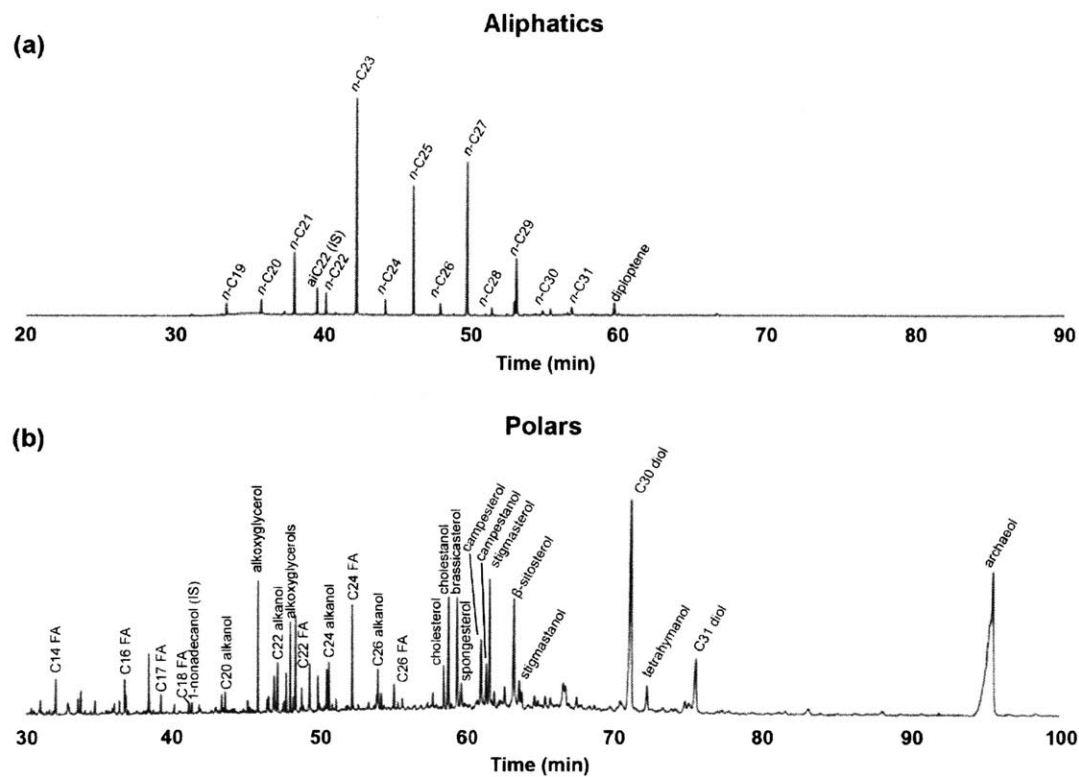 Aliphatics
(a)
n-C19
n-C20
n-C21
aiC22 (IS)
n-C22
n-C23
n-C24
n-C25
n-C26
n-C27
n-C28
n-C29
n-C30
n-C31
diploptene
20 30 40 50 60 70 80 90
Time (min)
Polars
(b)
C14 FA
C16 FA
C17 FA
C18 FA
1-nonadecanol (IS)
C20 alkanol
alkoxyglycerol
C22 alkanol
alkoxyglycerols
C22 FA
C24 alkanol
C24 FA
C26 alkanol
C26 FA
cholesterol
cholestanol
brassicasterol
spongesterol
campesterol
campestanol
stigmasterol
β-sitosterol
stigmastanol
C30 diol
tetrahymanol
C31 diol
archaeol
30 40 50 60 70 80 90 100
Time (min)